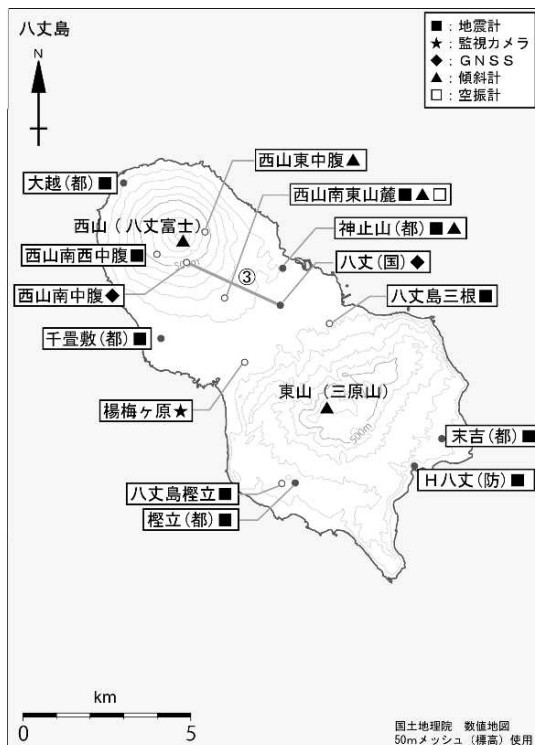 八丈島
N
■：地震計
★：監視カメラ
◆：ＧＮＳＳ
▲：傾斜計
□：空振計
西山東中腹▲
大越(都)■
西山南東山麓■▲□
西山（八丈富士）
神止山(都)■▲
西山南西中腹■
八丈(国)◆
③
西山南中腹◆
八丈島三根■
千畳敷(都)■
東山（三原山）
楊梅ヶ原★
500m
末吉(都)■
八丈島樫立■
Ｈ八丈(防)■
樫立(都)■
km
0 5
国土地理院 数値地図
50mメッシュ（標高）使用